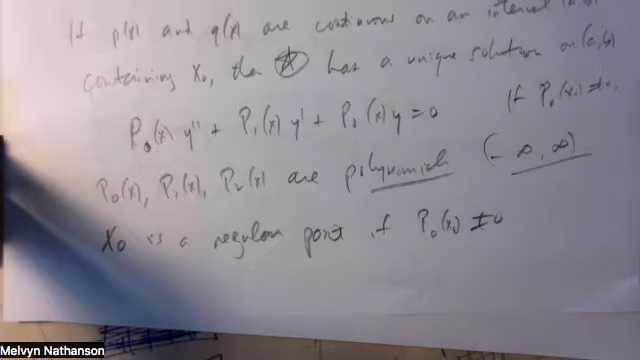 If p(x) and q(x) are continuous on an interval (a,b)
containing x₀, then ⊛ has a unique solution on (a,b)
P₀(x) y'' + P₁(x) y' + P₂(x) y = 0 If P₀(x₀) ≠ 0,
P₀(x), P₁(x), P₂(x) are polynomials (-∞, ∞)
x₀ is a regular point if P₀(x₀) ≠ 0
Melvyn Nathanson